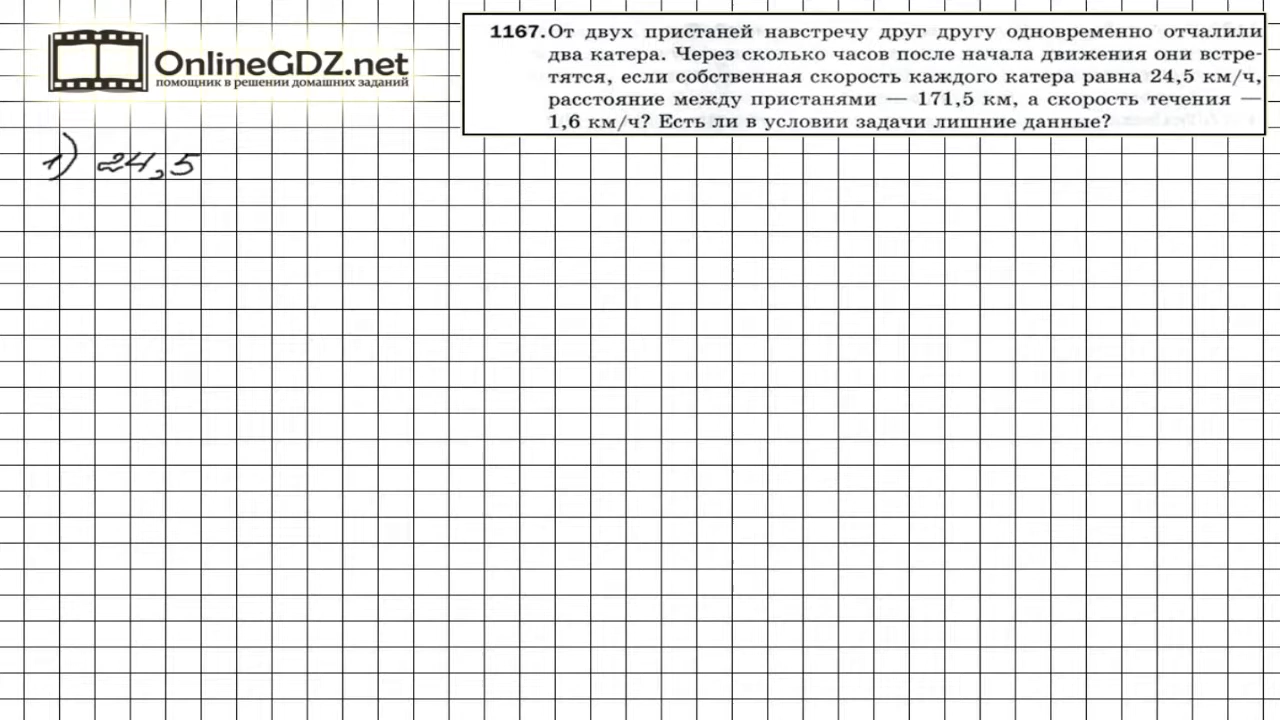 OnlineGDZ.net
помощник в решении домашних заданий
1167. От двух пристаней навстречу друг другу одновременно отчалили
два катера. Через сколько часов после начала движения они встре-
тятся, если собственная скорость каждого катера равна 24,5 км/ч,
расстояние между пристанями — 171,5 км, а скорость течения —
1,6 км/ч? Есть ли в условии задачи лишние данные?
1) 24,5